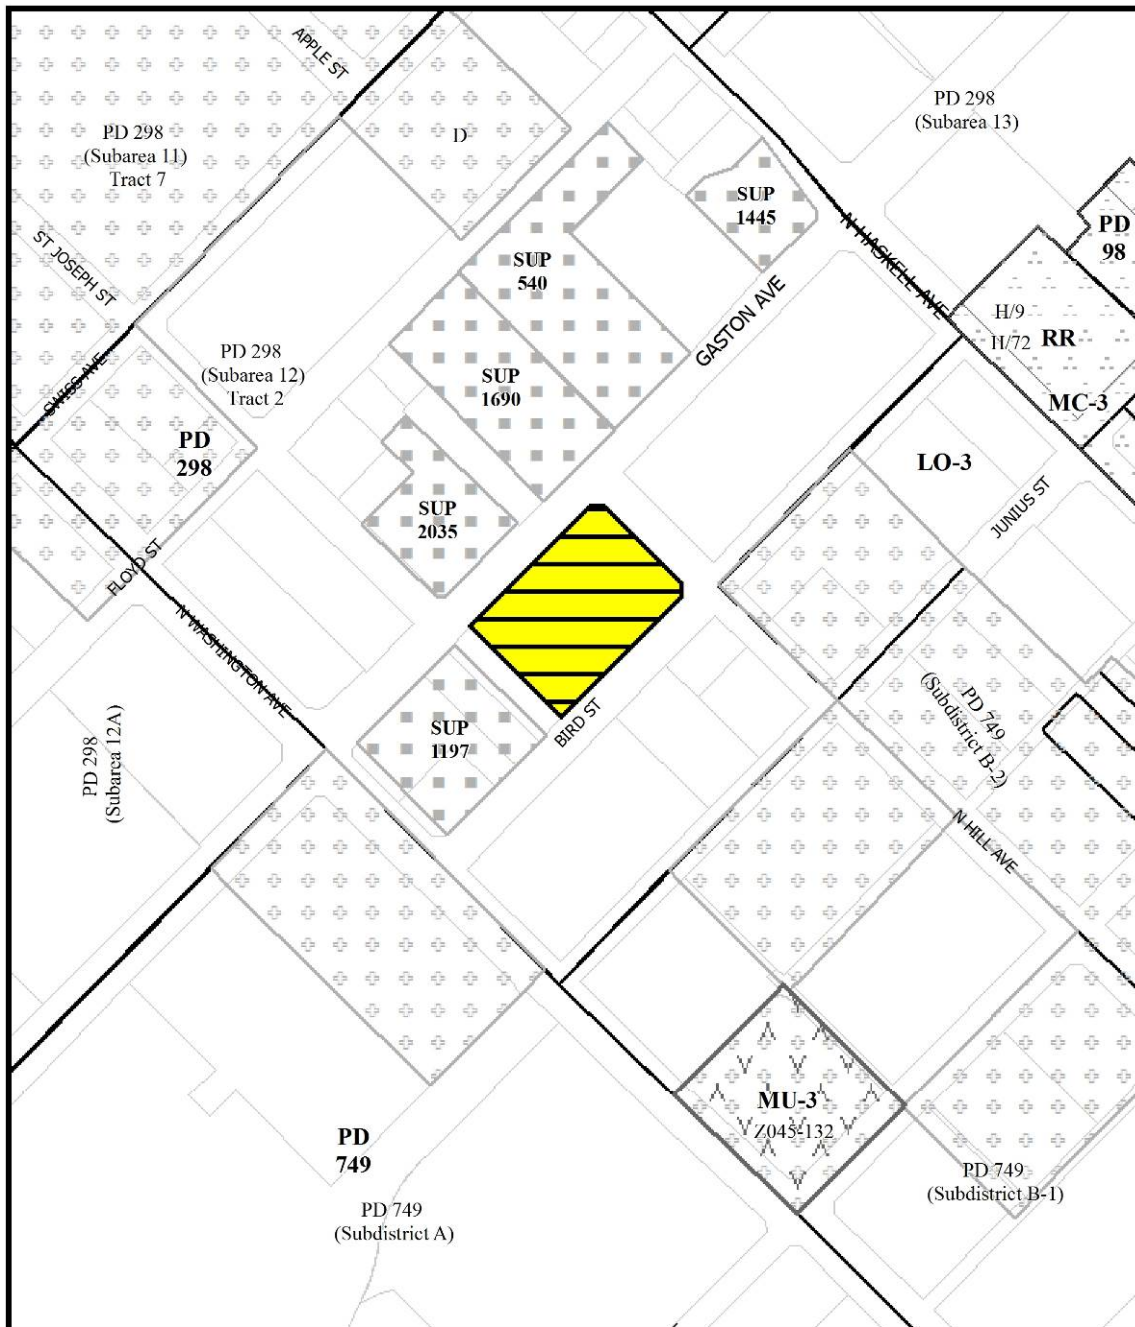 APPLE ST
PD 298
(Subarea 13)
D
PD 298
(Subarea 11)
Tract 7
SUP
1445
N HASKELL AVE
PD
98
ST JOSEPH ST
SUP
540
GASTON AVE
H/9
H/72
RR
SWISS AVE
PD 298
(Subarea 12)
Tract 2
SUP
1690
MC-3
PD
298
LO-3
SUP
2035
JUNIUS ST
FLOYD ST
N WASHINGTON AVE
PD 298
(Subarea 12A)
SUP
1197
BIRD ST
PD 749
(Subdistrict B-2)
N HILL AVE
MU-3
Z045-132
PD
749
PD 749
(Subdistrict A)
PD 749
(Subdistrict B-1)